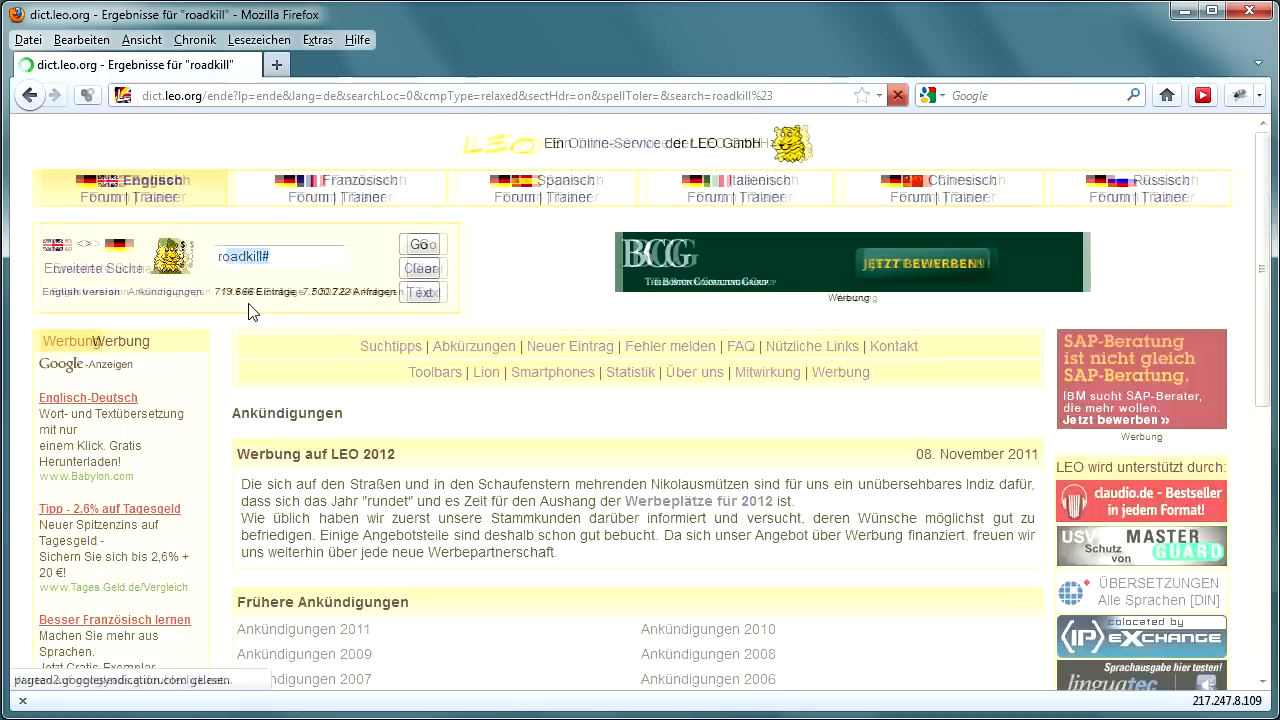 dict.leo.org - Ergebnisse für "roadkill" - Mozilla Firefox
Datei Bearbeiten Ansicht Chronik Lesezeichen Extras Hilfe
dict.leo.org - Ergebnisse für "roadkill"
dict.leo.org/ende?lp=ende&lang=de&searchLoc=0&cmpType=relaxed&sectHdr=on&spellToler=&search=roadkill%23
Google
LEO Ein Online-Service der LEO GmbH
Englisch Französisch Spanisch Italienisch Chinesisch Russisch
Forum | Trainer Forum | Trainer Forum | Trainer Forum | Trainer Forum | Trainer Forum | Trainer
roadkill# Go
Erweiterte Suche Clear
English version Ankündigungen Einträge Anfragen Text
BCG
THE BOSTON CONSULTING GROUP
JETZT BEWERBEN!
Werbung
Werbung Werbung
Google-Anzeigen
Englisch-Deutsch
Wort- und Textübersetzung
mit nur
einem Klick. Gratis
Herunterladen!
www.Babylon.com
Tipp - 2,6% auf Tagesgeld
Neuer Spitzenzins auf
Tagesgeld -
Sichern Sie sich bis 2,6% +
20 €!
www.Tages.Geld.de/Vergleich
Besser Französisch lernen
Machen Sie mehr aus
Sprachen.
Jetzt Gratis-Exemplar
Suchtipps | Abkürzungen | Neuer Eintrag | Fehler melden | FAQ | Nützliche Links | Kontakt
Toolbars | Lion | Smartphones | Statistik | Über uns | Mitwirkung | Werbung
Ankündigungen
Werbung auf LEO 2012 08. November 2011
Die sich auf den Straßen und in den Schaufenstern mehrenden Nikolausmützen sind für uns ein unübersehbares Indiz dafür,
dass sich das Jahr "rundet" und es Zeit für den Aushang der Werbeplätze für 2012 ist.
Wie üblich haben wir zuerst unsere Stammkunden darüber informiert und versucht, deren Wünsche möglichst gut zu
befriedigen. Einige Angebote sind also schon gut gebucht. Da sich unser Angebot über Werbung finanziert, freuen wir
uns weiterhin über jede neue Werbepartnerschaft.
Frühere Ankündigungen
Ankündigungen 2011 Ankündigungen 2010
Ankündigungen 2009 Ankündigungen 2008
Ankündigungen 2007 Ankündigungen 2006
SAP-Beratung
ist nicht gleich
SAP-Beratung.
IBM sucht SAP-Berater,
die mehr wollen.
Jetzt bewerben »
Werbung
LEO wird unterstützt durch:
claudio.de - Bestseller
in jedem Format!
USV MASTER
Schutz von GUARD
ÜBERSETZUNGEN
Alle Sprachen [DIN]
colocated by
(IP) eXCHANGE
Sprachausgabe hier testen!
linguatec
217.247.8.109